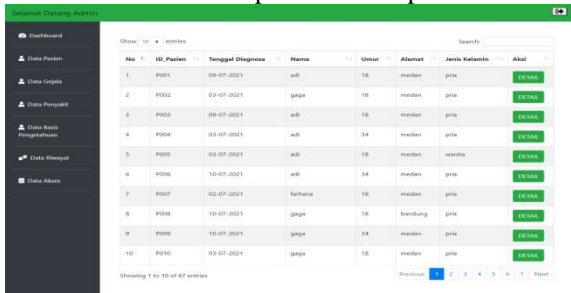 Selamat Datang Admin
Dashboard
Data Pasien
Data Gejala
Data Penyakit
Data Basis
Pengetahuan
Data Riwayat
Data Akses
Show 10 entries
Search:
No ID_Pasien Tanggal Diagnosa Nama Umur Alamat Jenis Kelamin Aksi
1 P001 08-07-2021 adi 18 medan pria DETAIL
2 P002 03-07-2021 gaga 18 medan pria DETAIL
3 P003 08-07-2021 adi 18 medan pria DETAIL
4 P004 03-07-2021 adi 34 medan pria DETAIL
5 P005 03-07-2021 adi 18 medan wanita DETAIL
6 P006 10-07-2021 adi 34 medan pria DETAIL
7 P007 02-07-2021 farhana 18 medan pria DETAIL
8 P008 10-07-2021 gaga 18 bandung pria DETAIL
9 P009 10-07-2021 gaga 34 medan pria DETAIL
10 P010 03-07-2021 gaga 18 medan pria DETAIL
Showing 1 to 10 of 67 entries
Previous 1 2 3 4 5 6 7 Next